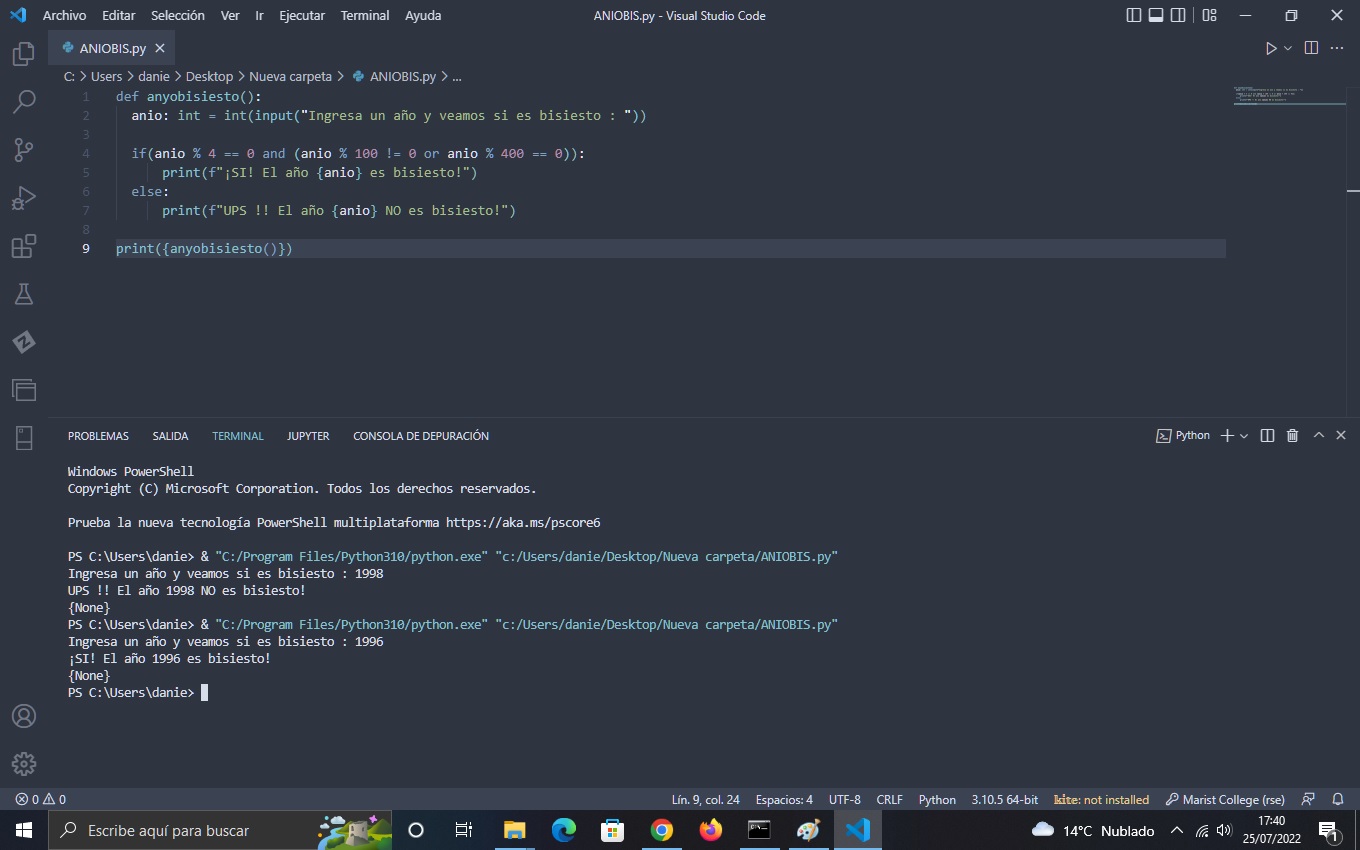 Archivo Editar Selección Ver Ir Ejecutar Terminal Ayuda ANIOBIS.py - Visual Studio Code
ANIOBIS.py
C: > Users > danie > Desktop > Nueva carpeta > ANIOBIS.py > ...
1 def anyobisiesto():
2 anio: int = int(input("Ingresa un año y veamos si es bisiesto : "))
3
4 if(anio % 4 == 0 and (anio % 100 != 0 or anio % 400 == 0)):
5 print(f"¡SI! El año {anio} es bisiesto!")
6 else:
7 print(f"UPS !! El año {anio} NO es bisiesto!")
8
9 print({anyobisiesto()})
PROBLEMAS SALIDA TERMINAL JUPYTER CONSOLA DE DEPURACIÓN Python
Windows PowerShell
Copyright (C) Microsoft Corporation. Todos los derechos reservados.
Prueba la nueva tecnología PowerShell multiplataforma https://aka.ms/pscore6
PS C:\Users\danie> & "C:/Program Files/Python310/python.exe" "c:/Users/danie/Desktop/Nueva carpeta/ANIOBIS.py"
Ingresa un año y veamos si es bisiesto : 1998
UPS !! El año 1998 NO es bisiesto!
{None}
PS C:\Users\danie> & "C:/Program Files/Python310/python.exe" "c:/Users/danie/Desktop/Nueva carpeta/ANIOBIS.py"
Ingresa un año y veamos si es bisiesto : 1996
¡SI! El año 1996 es bisiesto!
{None}
PS C:\Users\danie>
0 0 Lín. 9, col. 24 Espacios: 4 UTF-8 CRLF Python 3.10.5 64-bit kite: not installed Marist College (rse)
Escribe aquí para buscar 14°C Nublado 17:40
25/07/2022 1